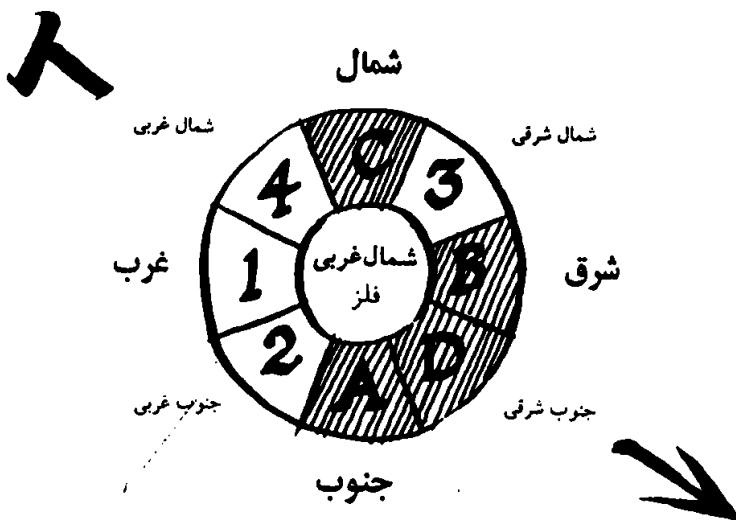 شمال
شمال غربی
شمال شرقی
C
4
3
غرب
1
شمال غربی
فلز
B
شرق
2
A
D
جنوب غربی
جنوب شرقی
جنوب